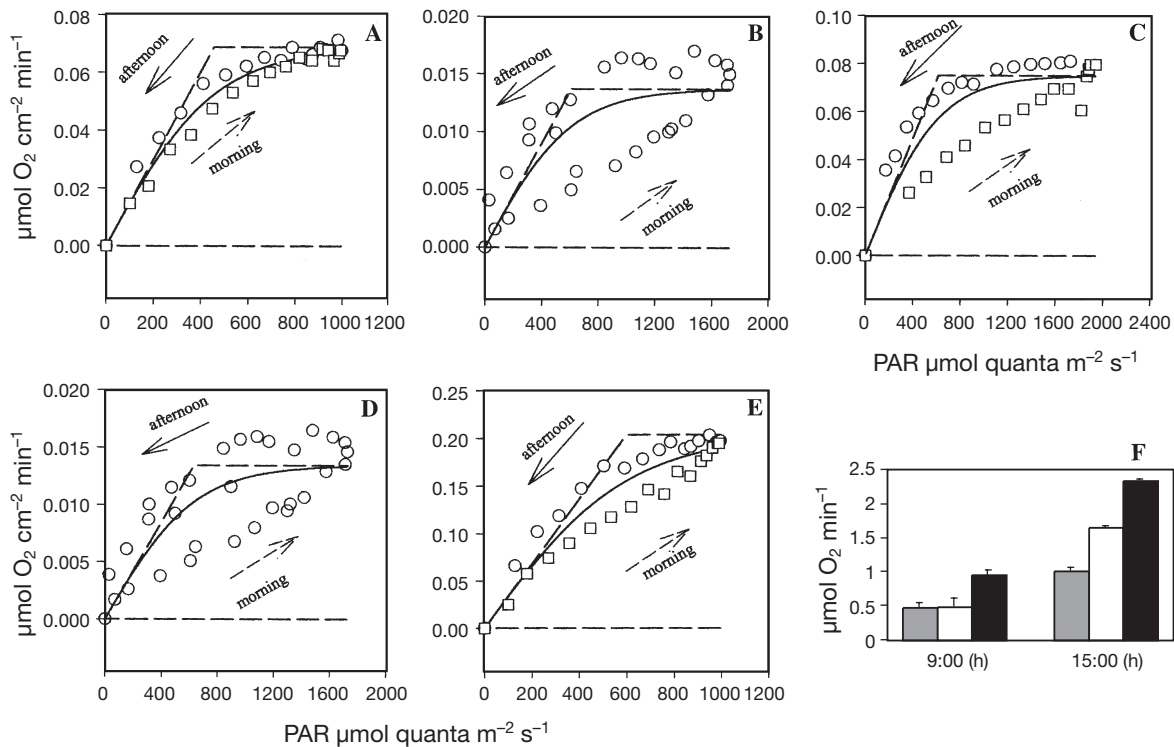 A
afternoon
morning
0.08
0.06
0.04
0.02
0.00
0 200 400 600 800 1000 1200
B
afternoon
morning
0.020
0.015
0.010
0.005
0.000
0 400 800 1200 1600 2000
C
afternoon
morning
0.10
0.08
0.06
0.04
0.02
0.00
0 400 800 1200 1600 2000 2400
µmol O₂ cm⁻² min⁻¹
PAR µmol quanta m⁻² s⁻¹
D
afternoon
morning
0.020
0.015
0.010
0.005
0.000
0 400 800 1200 1600 2000
E
afternoon
morning
0.25
0.20
0.15
0.10
0.05
0.00
0 200 400 600 800 1000 1200
µmol O₂ cm⁻² min⁻¹
PAR µmol quanta m⁻² s⁻¹
F
2.5
2
1.5
1
0.5
0
µmol O₂ min⁻¹
9:00 (h) 15:00 (h)